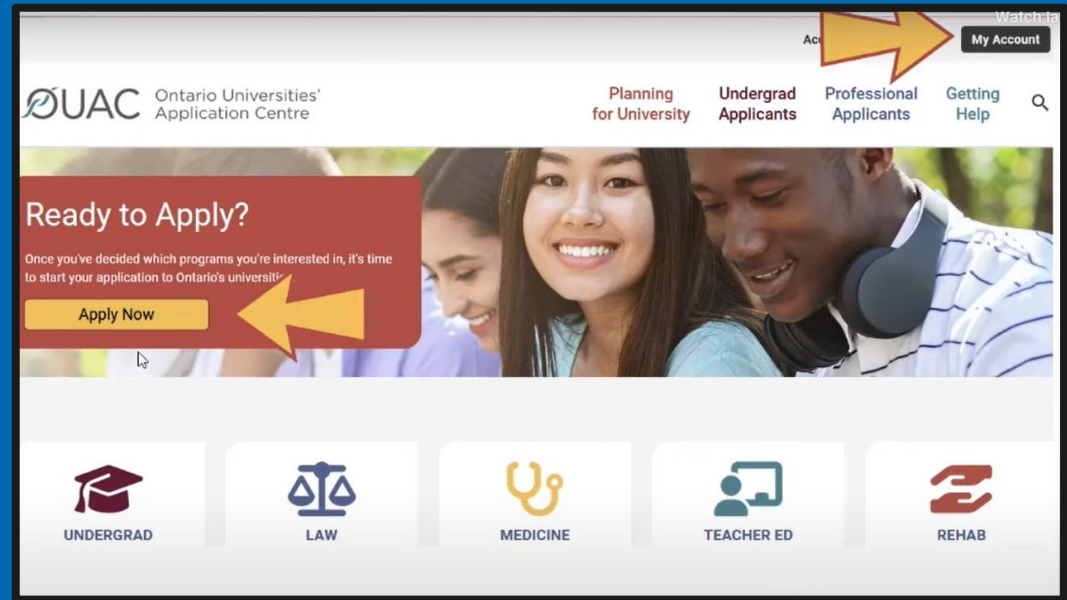 Watch la
My Account
OUAC
Ontario Universities'
Application Centre
Planning
for University
Undergrad
Applicants
Professional
Applicants
Getting
Help
Ready to Apply?
Once you've decided which programs you're interested in, it's time
to start your application to Ontario's
Apply Now
UNDERGRAD
LAW
MEDICINE
TEACHER ED
REHAB